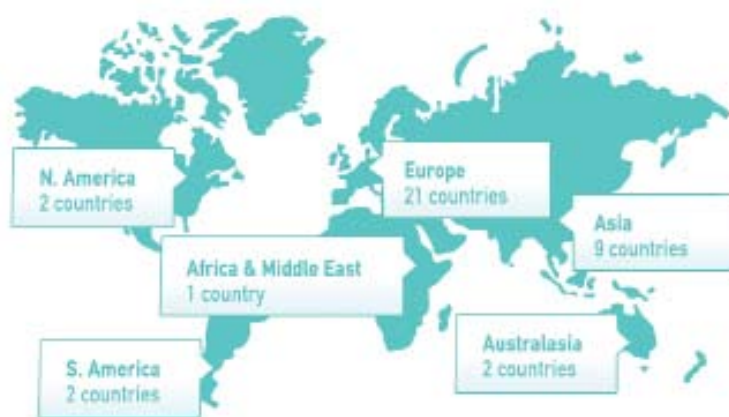 N. America
2 countries
Europe
21 countries
Asia
9 countries
Africa & Middle East
1 country
S. America
2 countries
Australasia
2 countries